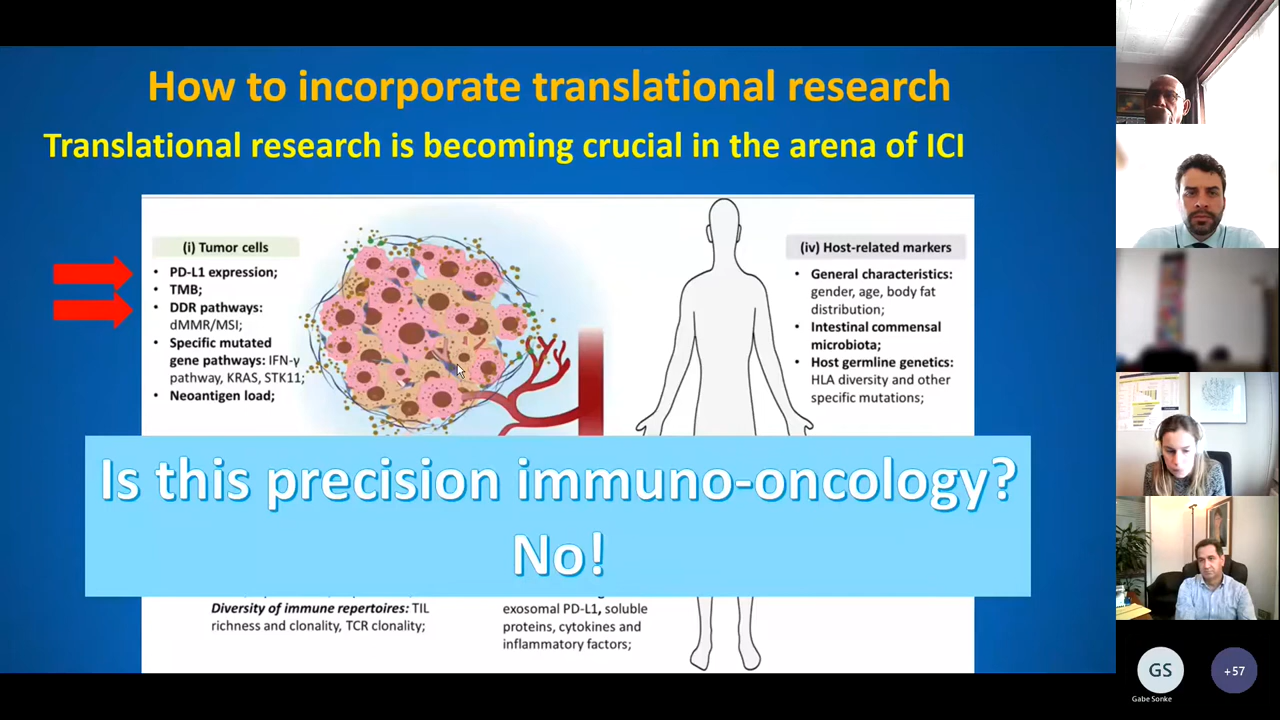 How to incorporate translational research
Translational research is becoming crucial in the arena of ICI
(i) Tumor cells
• PD-L1 expression;
• TMB;
• DDR pathways:
dMMR/MSI;
• Specific mutated
gene pathways: IFN-γ
pathway, KRAS, STK11;
• Neoantigen load;
(iv) Host-related markers
• General characteristics:
gender, age, body fat
distribution;
• Intestinal commensal
microbiota;
• Host germline genetics:
HLA diversity and other
specific mutations;
Is this precision immuno-oncology?
No!
Diversity of immune repertoires: TIL
richness and clonality, TCR clonality;
exosomal PD-L1, soluble
proteins, cytokines and
inflammatory factors;
GS
Gabe Sonke
+57